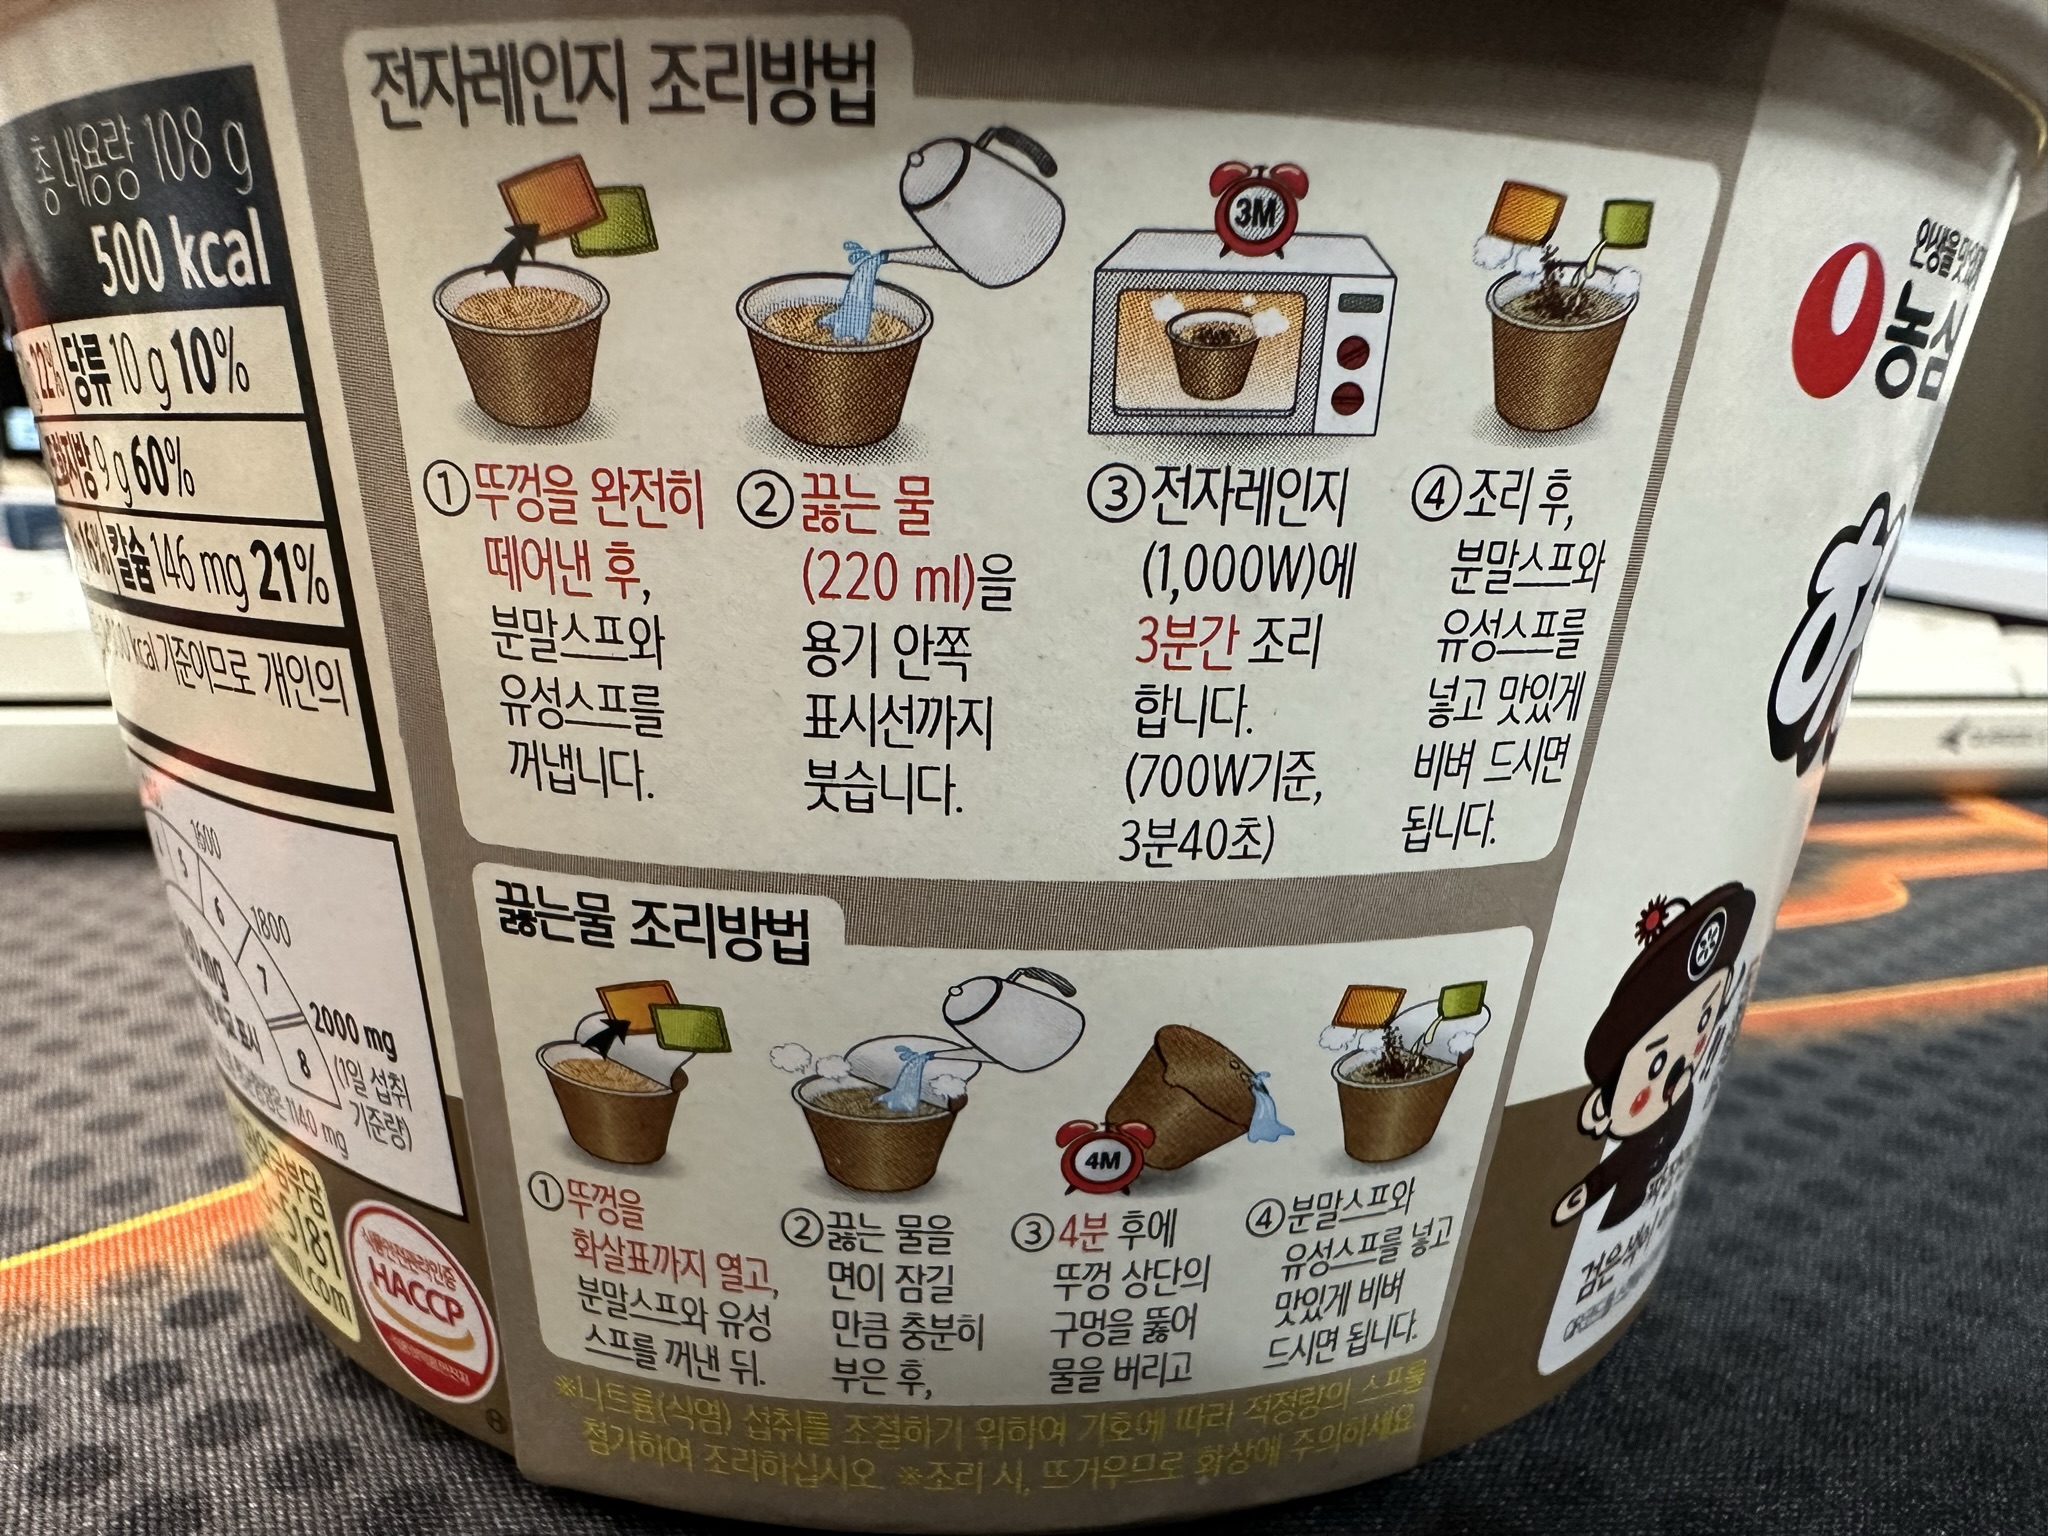 총 내용량 108 g
500 kcal
22% 당류 10 g 10%
포화지방 9 g 60%
16% 칼슘 146 mg 21%
kcal 기준이므로 개인의
1600
5
6
1800
7
2000 mg
8
(1일 섭취
기준량)
1140 mg
HACCP
전자레인지 조리방법
3M
① 뚜껑을 완전히
떼어낸 후,
분말스프와
유성스프를
꺼냅니다.
② 끓는 물
(220 ml)을
용기 안쪽
표시선까지
붓습니다.
③ 전자레인지
(1,000W)에
3분간 조리
합니다.
(700W기준,
3분40초)
④ 조리 후,
분말스프와
유성스프를
넣고 맛있게
비벼 드시면
됩니다.
끓는물 조리방법
4M
① 뚜껑을
화살표까지 열고,
분말스프와 유성
스프를 꺼낸 뒤.
② 끓는 물을
면이 잠길
만큼 충분히
부은 후,
③ 4분 후에
뚜껑 상단의
구멍을 뚫어
물을 버리고
④ 분말스프와
유성스프를 넣고
맛있게 비벼
드시면 됩니다.
※나트륨(식염) 섭취를 조절하기 위하여 기호에 따라 적정량의 스프를
첨가하여 조리하십시오 ※조리 시, 뜨거우므로 화상에 주의하세요
농심